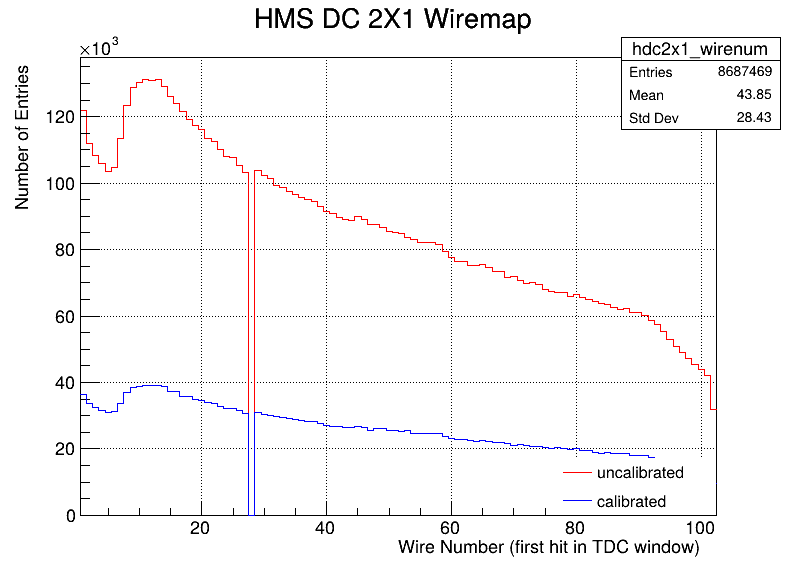 HMS DC 2X1 Wiremap
×10³
hdc2x1_wirenum
Entries 8687469
Mean 43.85
Std Dev 28.43
Number of Entries
120
100
80
60
40
20
0
uncalibrated
calibrated
20 40 60 80 100
Wire Number (first hit in TDC window)